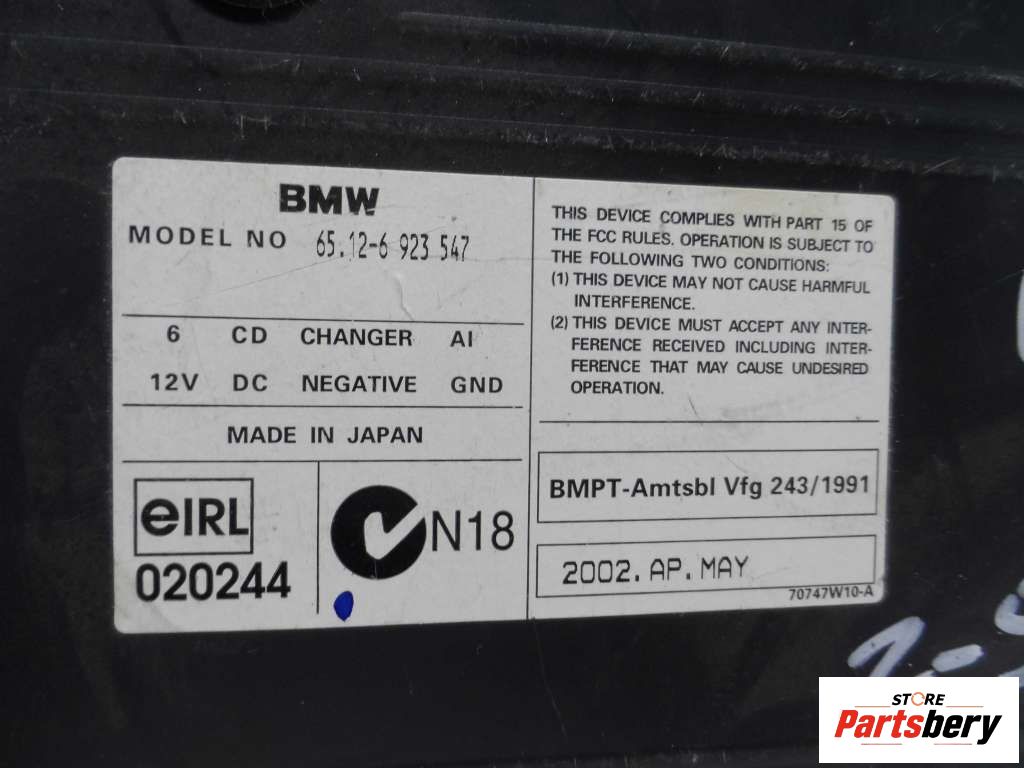 BMW
MODEL NO 65.12-6 923 547
6 CD CHANGER AI
12V DC NEGATIVE GND
MADE IN JAPAN
eIRL
020244
N18
THIS DEVICE COMPLIES WITH PART 15 OF
THE FCC RULES. OPERATION IS SUBJECT TO
THE FOLLOWING TWO CONDITIONS:
(1) THIS DEVICE MAY NOT CAUSE HARMFUL
INTERFERENCE.
(2) THIS DEVICE MUST ACCEPT ANY INTER-
FERENCE RECEIVED INCLUDING INTER-
FERENCE THAT MAY CAUSE UNDESIRED
OPERATION.
BMPT-Amtsbl Vfg 243/1991
2002. AP. MAY
70747W10-A
STORE
Partsbery